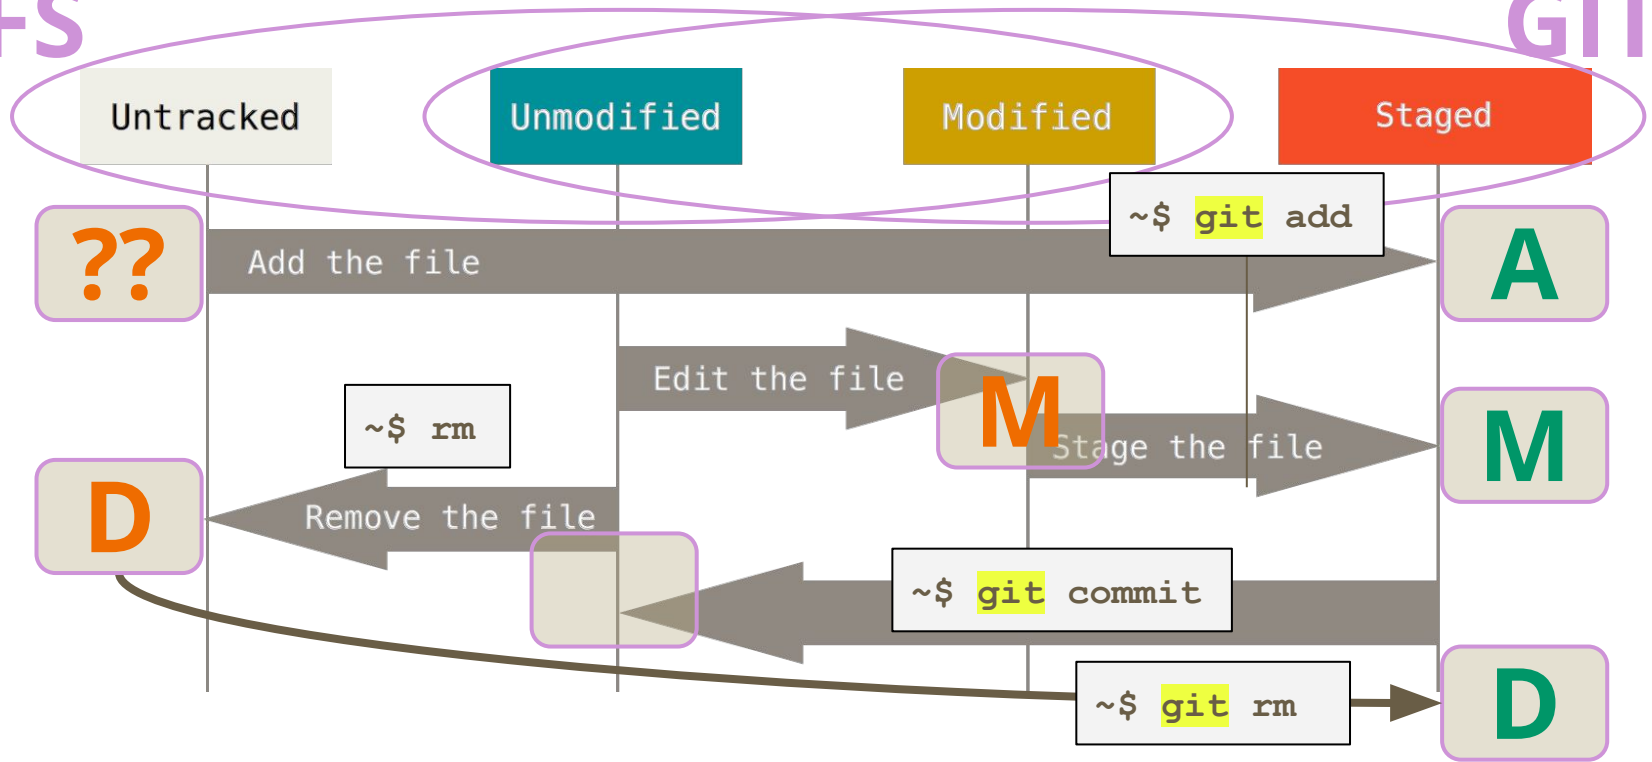 FS
GIT
Untracked
Unmodified
Modified
Staged
~$ git add
??
Add the file
A
Edit the file
M
~$ rm
Stage the file
M
D
Remove the file
~$ git commit
~$ git rm
D